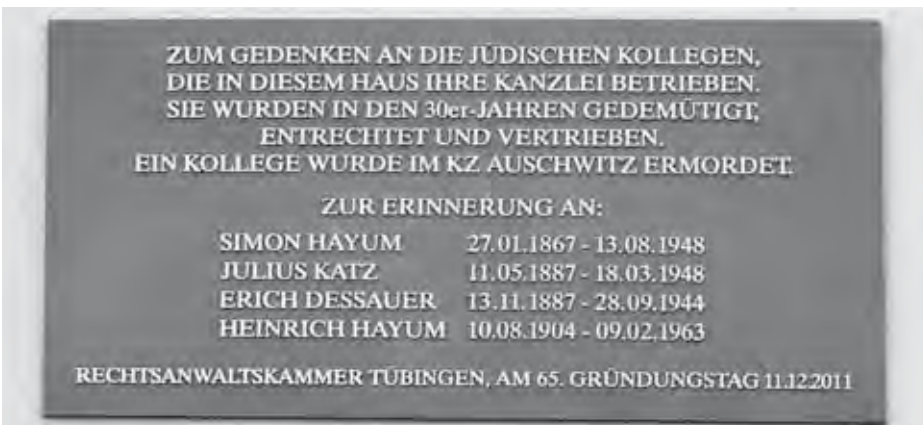 ZUM GEDENKEN AN DIE JÜDISCHEN KOLLEGEN,
DIE IN DIESEM HAUS IHRE KANZLEI BETRIEBEN.
SIE WURDEN IN DEN 30er-JAHREN GEDEMÜTIGT,
ENTRECHTET UND VERTRIEBEN.
EIN KOLLEGE WURDE IM KZ AUSCHWITZ ERMORDET.
ZUR ERINNERUNG AN:
SIMON HAYUM 27.01.1867 - 13.08.1948
JULIUS KATZ 11.05.1887 - 18.03.1948
ERICH DESSAUER 13.11.1887 - 28.09.1944
HEINRICH HAYUM 10.08.1904 - 09.02.1963
RECHTSANWALTSKAMMER TÜBINGEN, AM 65. GRÜNDUNGSTAG 11.12.2011